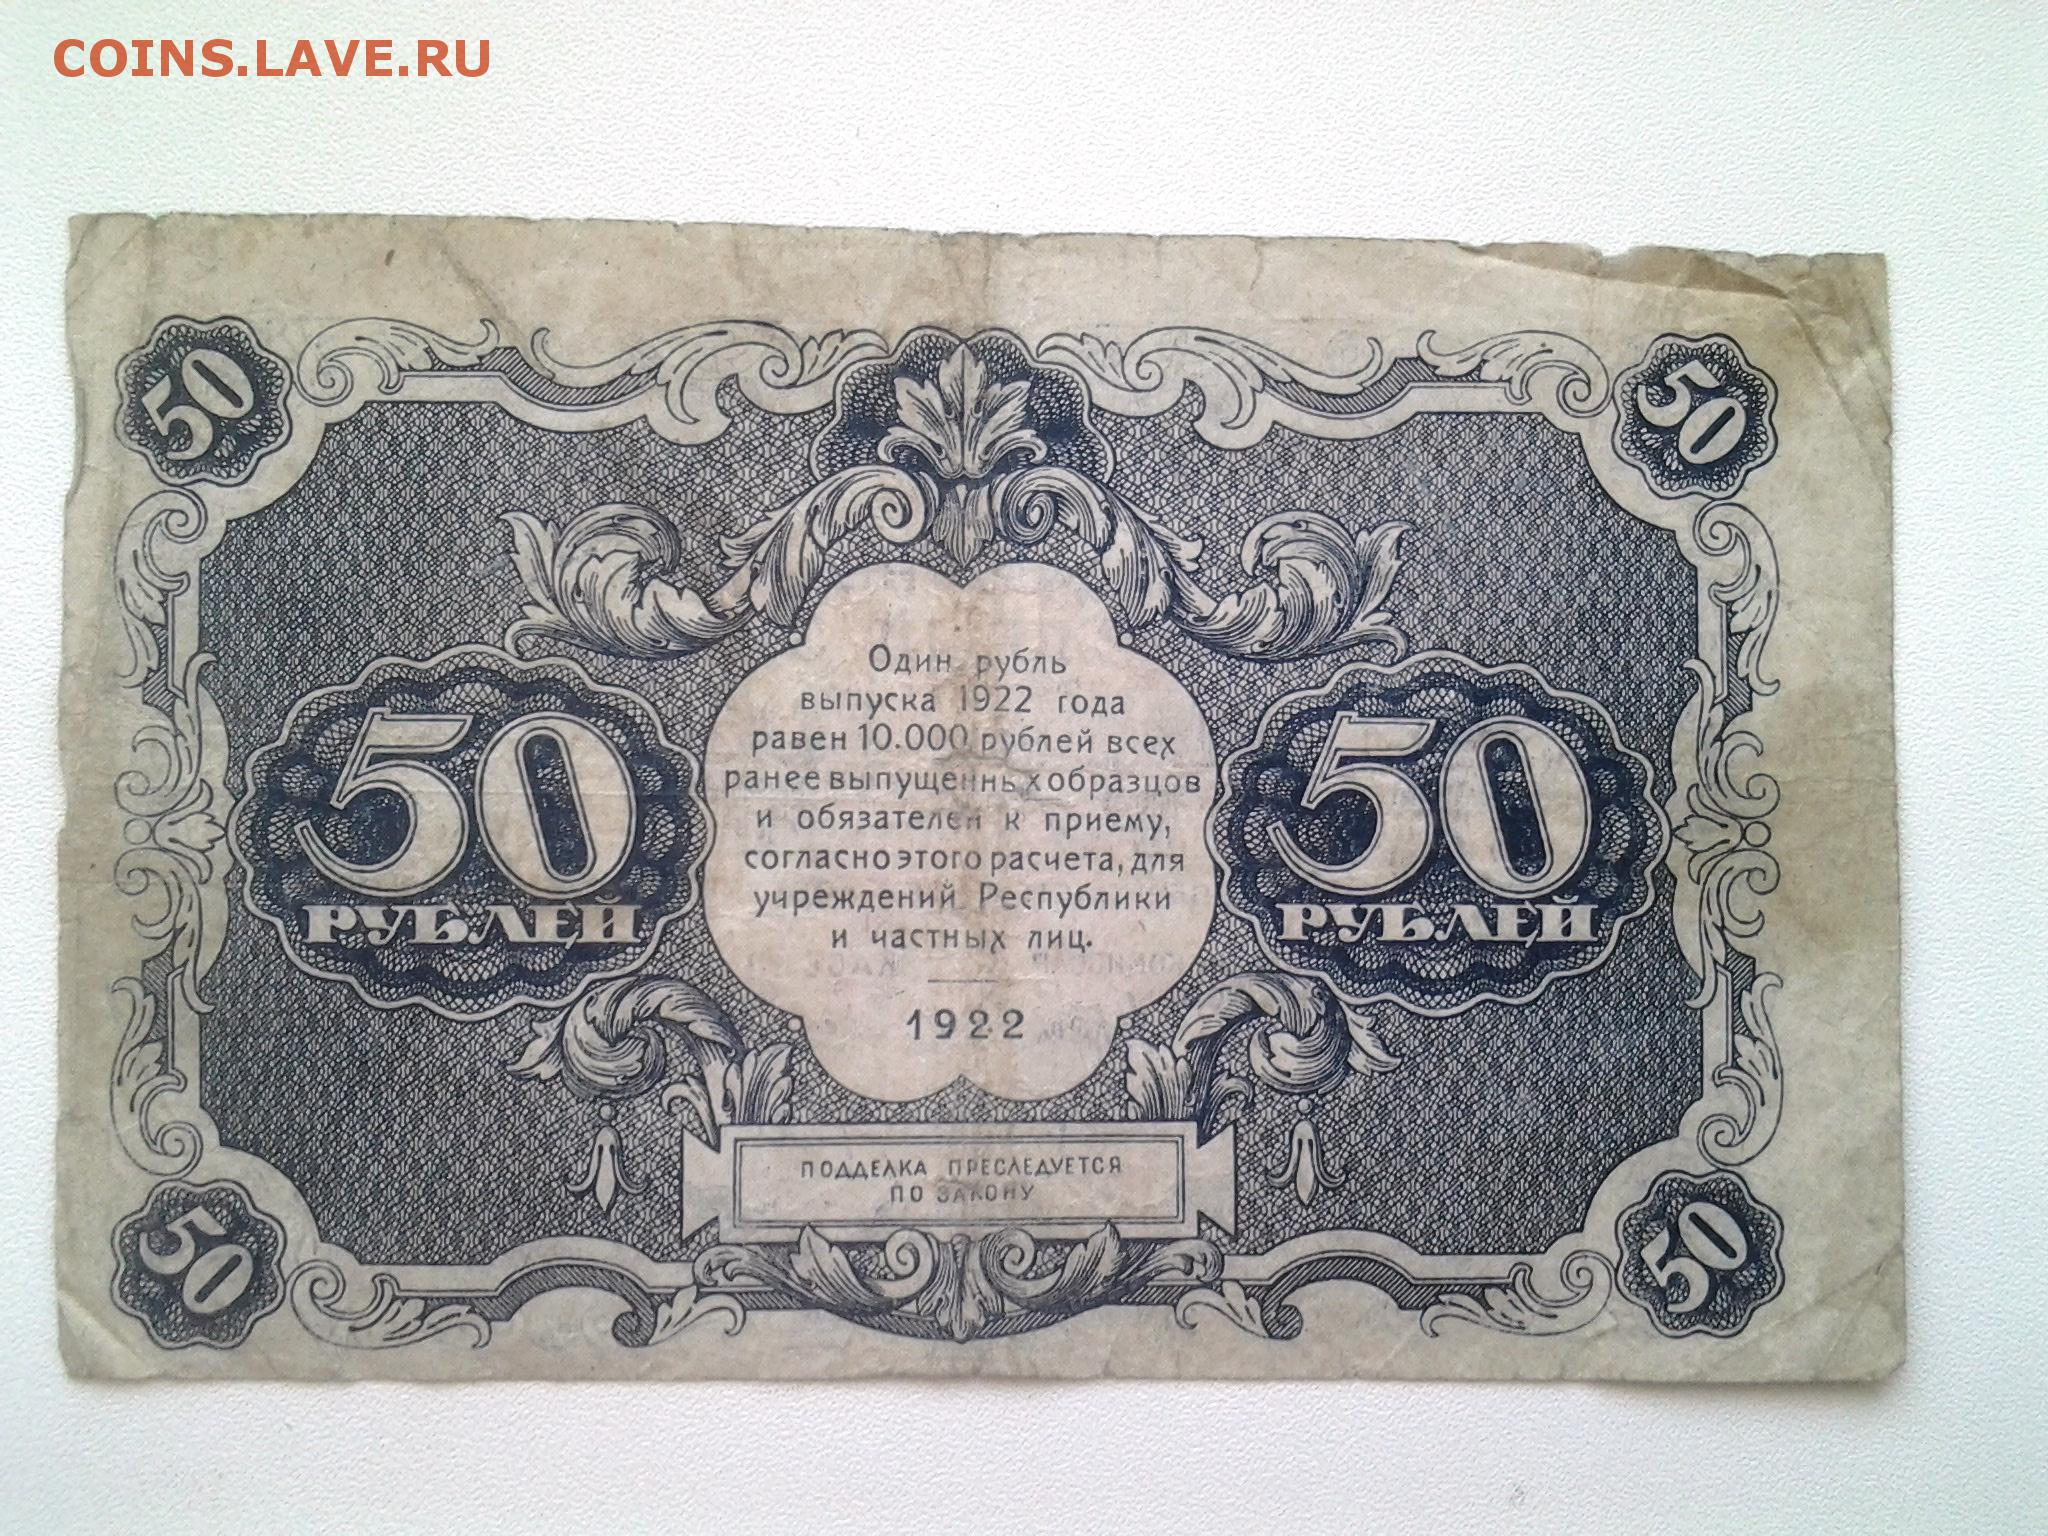 COINS.LAVE.RU
50 50
Один рубль
выпуска 1922 года
равен 10.000 рублей всех
ранее выпущенных образцов
и обязателен к приему,
согласно этого расчета, для
учреждений Республики
и частных лиц.
1922
50 РУБЛЕЙ
50 РУБЛЕЙ
ПОДДЕЛКА ПРЕСЛЕДУЕТСЯ
ПО ЗАКОНУ
50 50